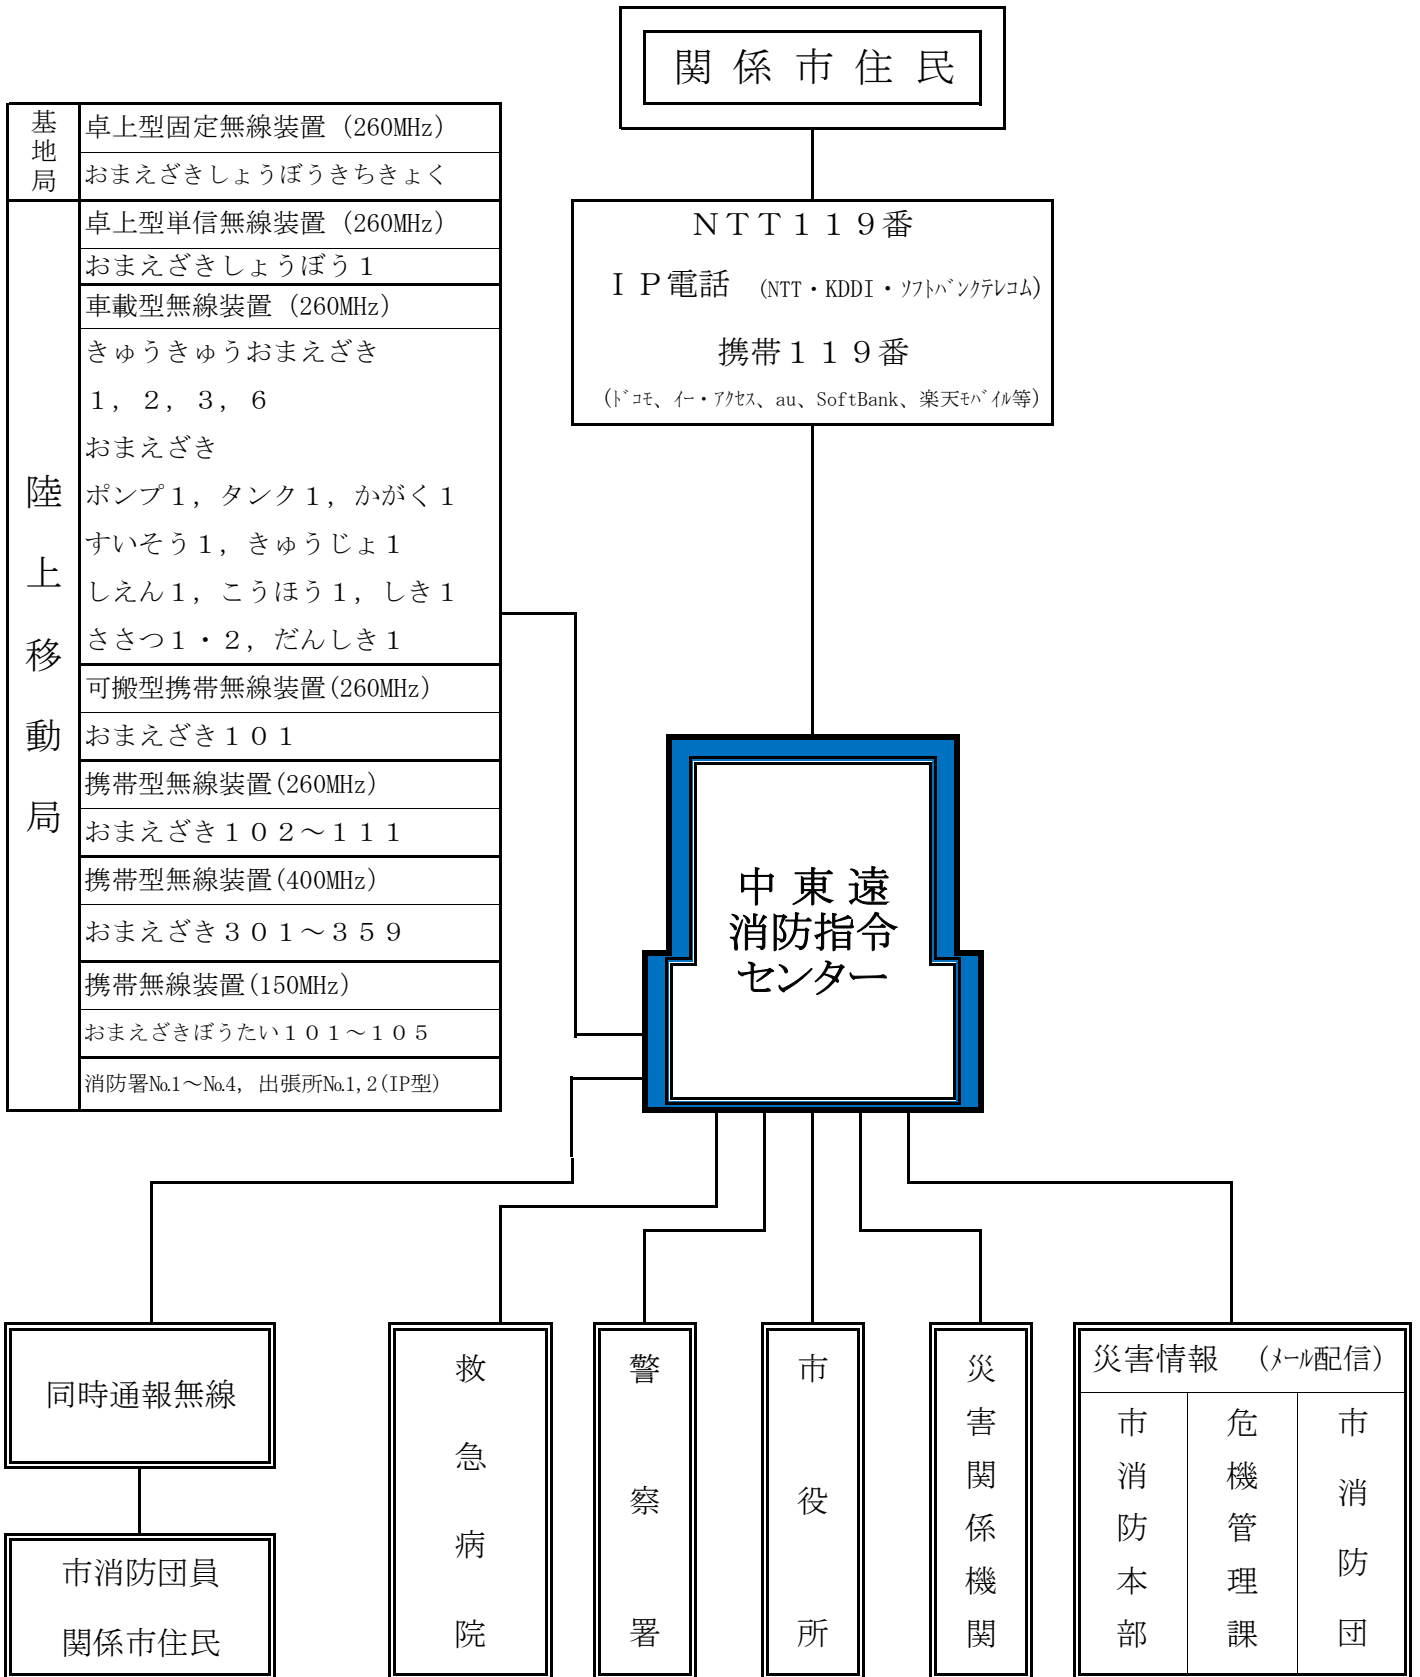 関係市住民
NTT119番
IP電話 (NTT・KDDI・ソフトバンクテレコム)
携帯119番
(ドコモ、イー・アクセス、au、SoftBank、楽天モバイル等)
基地局
卓上型固定無線装置 (260MHz)
おまえざきしょうぼうきちきょく
陸上移動局
卓上型単信無線装置 (260MHz)
おまえざきしょうぼう1
車載型無線装置 (260MHz)
きゅうきゅうおまえざき
1, 2, 3, 6
おまえざき
ポンプ1, タンク1, かがく1
すいそう1, きゅうじょ1
しえん1, こうほう1, しき1
ささつ1・2, だんしき1
可搬型携帯無線装置(260MHz)
おまえざき101
携帯型無線装置(260MHz)
おまえざき102~111
携帯型無線装置(400MHz)
おまえざき301~359
携帯無線装置(150MHz)
おまえざきぼうたい101~105
消防署№1~№4, 出張所№1,2(IP型)
中東遠
消防指令
センター
同時通報無線
市消防団員
関係市住民
救急病院
警察署
市役所
災害関係機関
災害情報 (メール配信)
市消防本部
危機管理課
市消防団